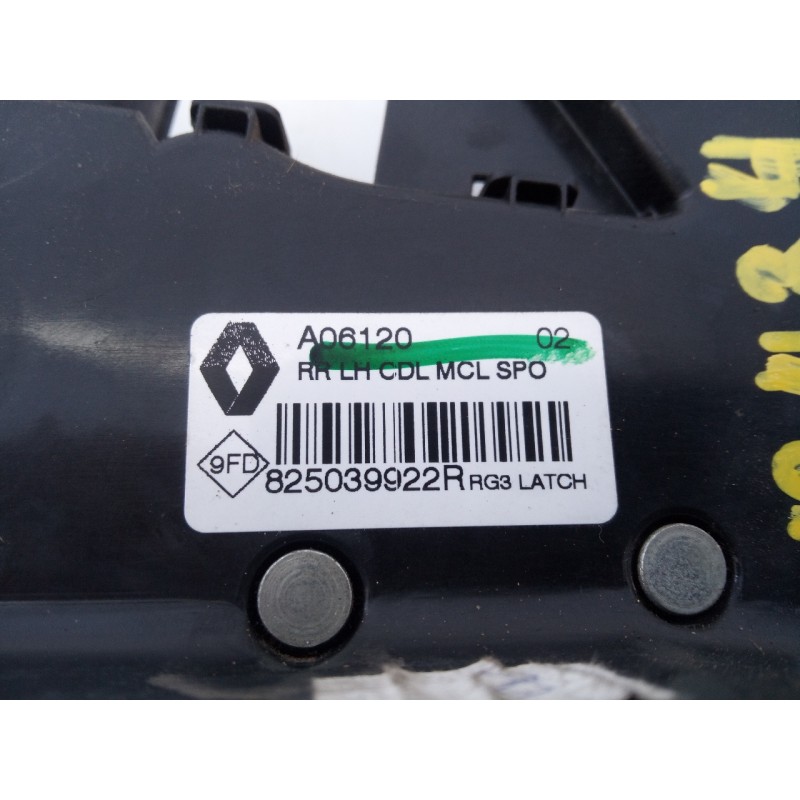 A06120 02
RR LH CDL MCL SPO
9FD
825039922R RG3 LATCH